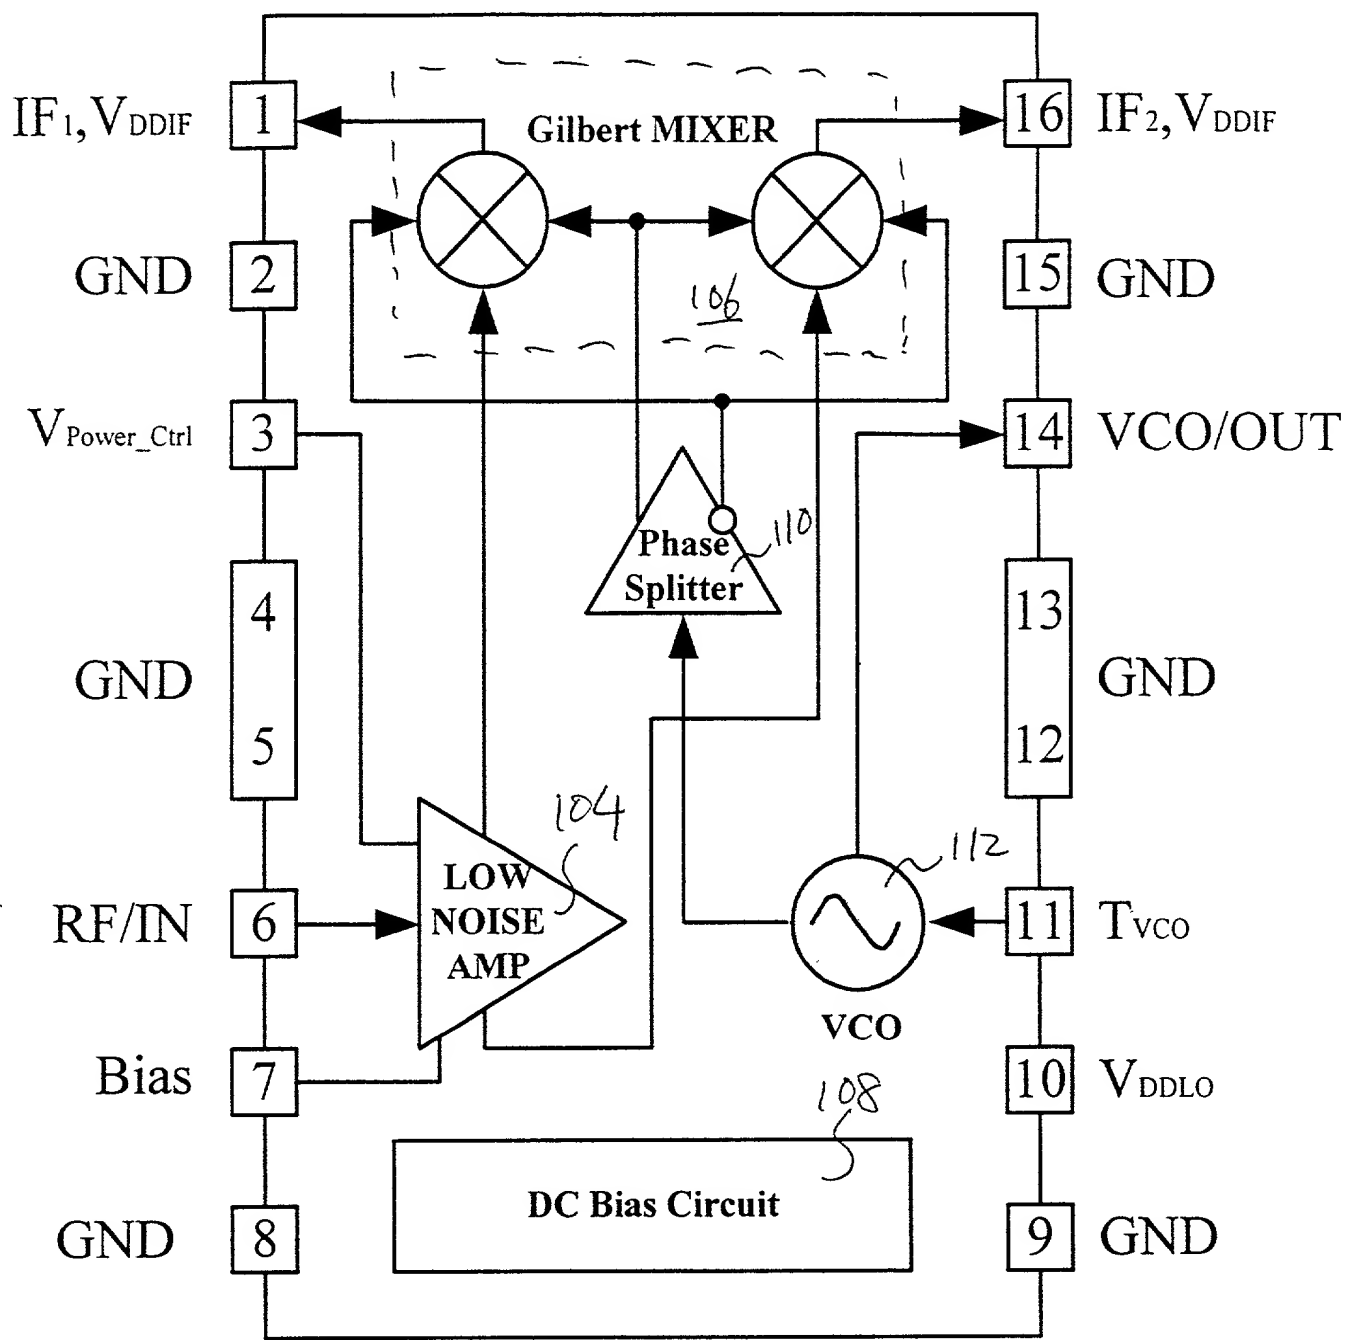 IF1,VDDIF
1
Gilbert MIXER
16
IF2,VDDIF
GND
2
106
15
GND
VPower_Ctrl
3
14
VCO/OUT
Phase
Splitter
110
4
GND
5
13
GND
12
104
LOW
NOISE
AMP
112
RF/IN
6
11
TVCO
VCO
Bias
7
10
VDDLO
108
DC Bias Circuit
GND
8
9
GND